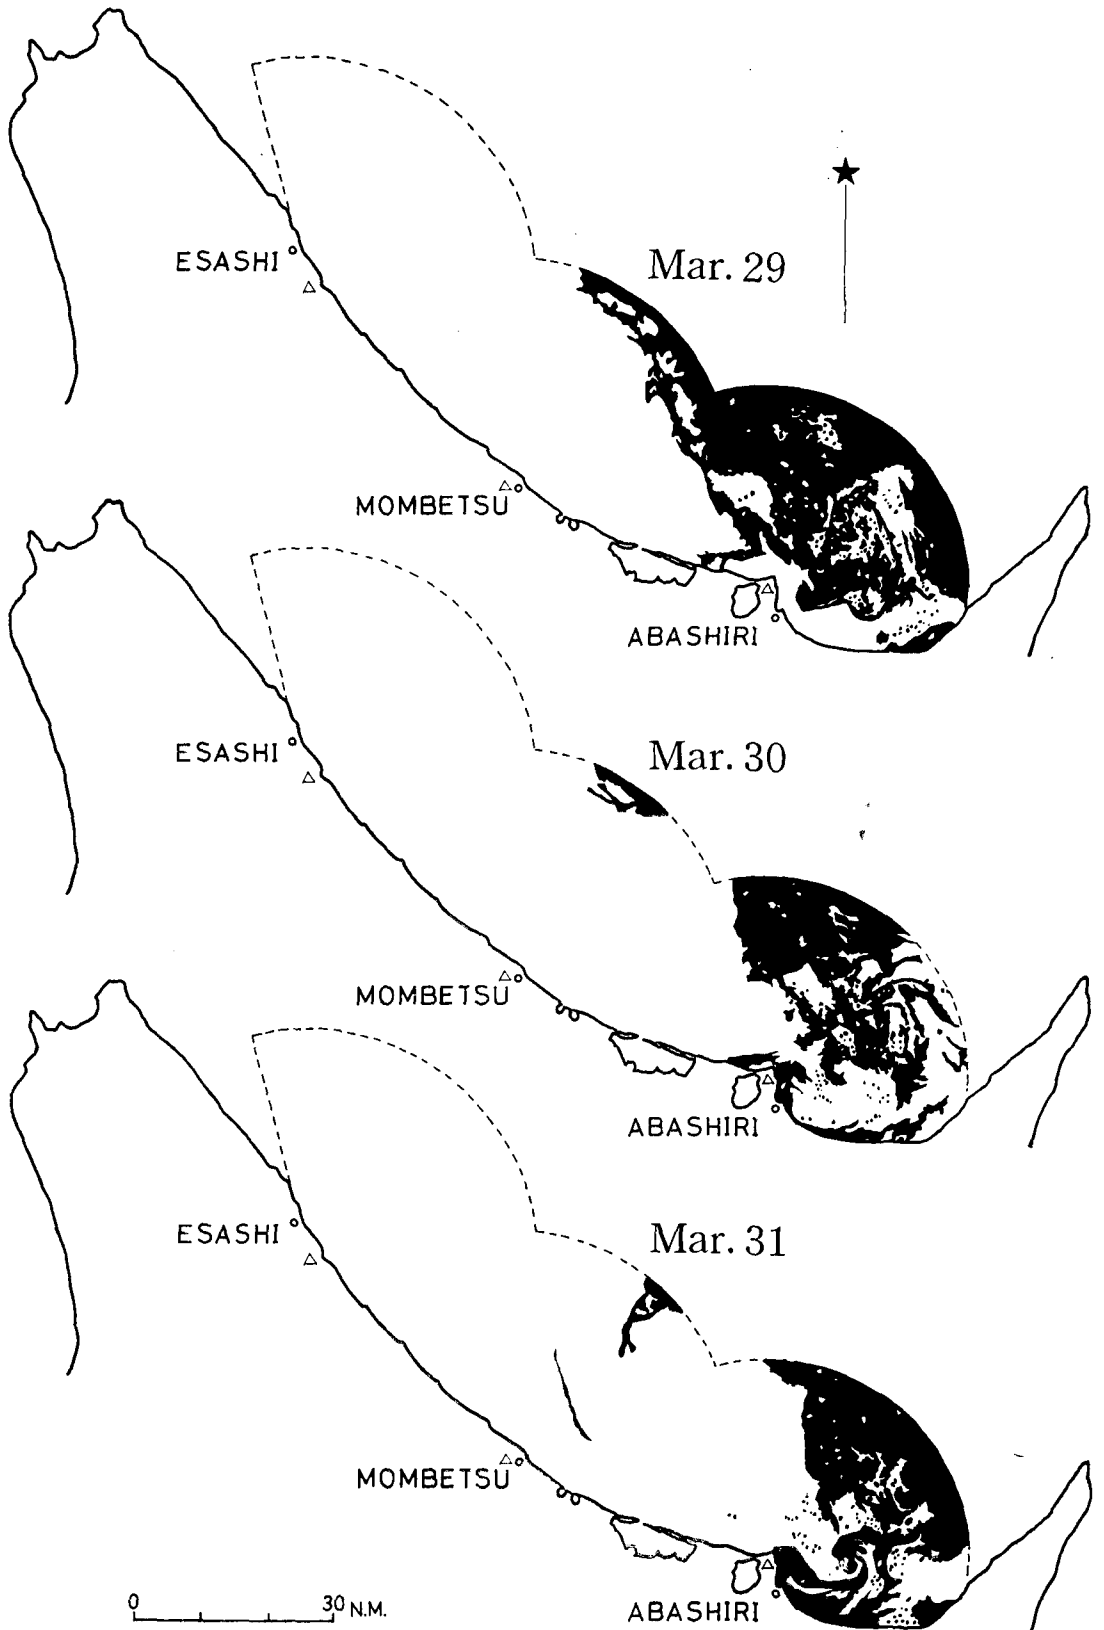 Mar. 29
ESASHI
MOMBETSU
ABASHIRI
Mar. 30
ESASHI
MOMBETSU
ABASHIRI
Mar. 31
ESASHI
MOMBETSU
ABASHIRI
0 30 N.M.